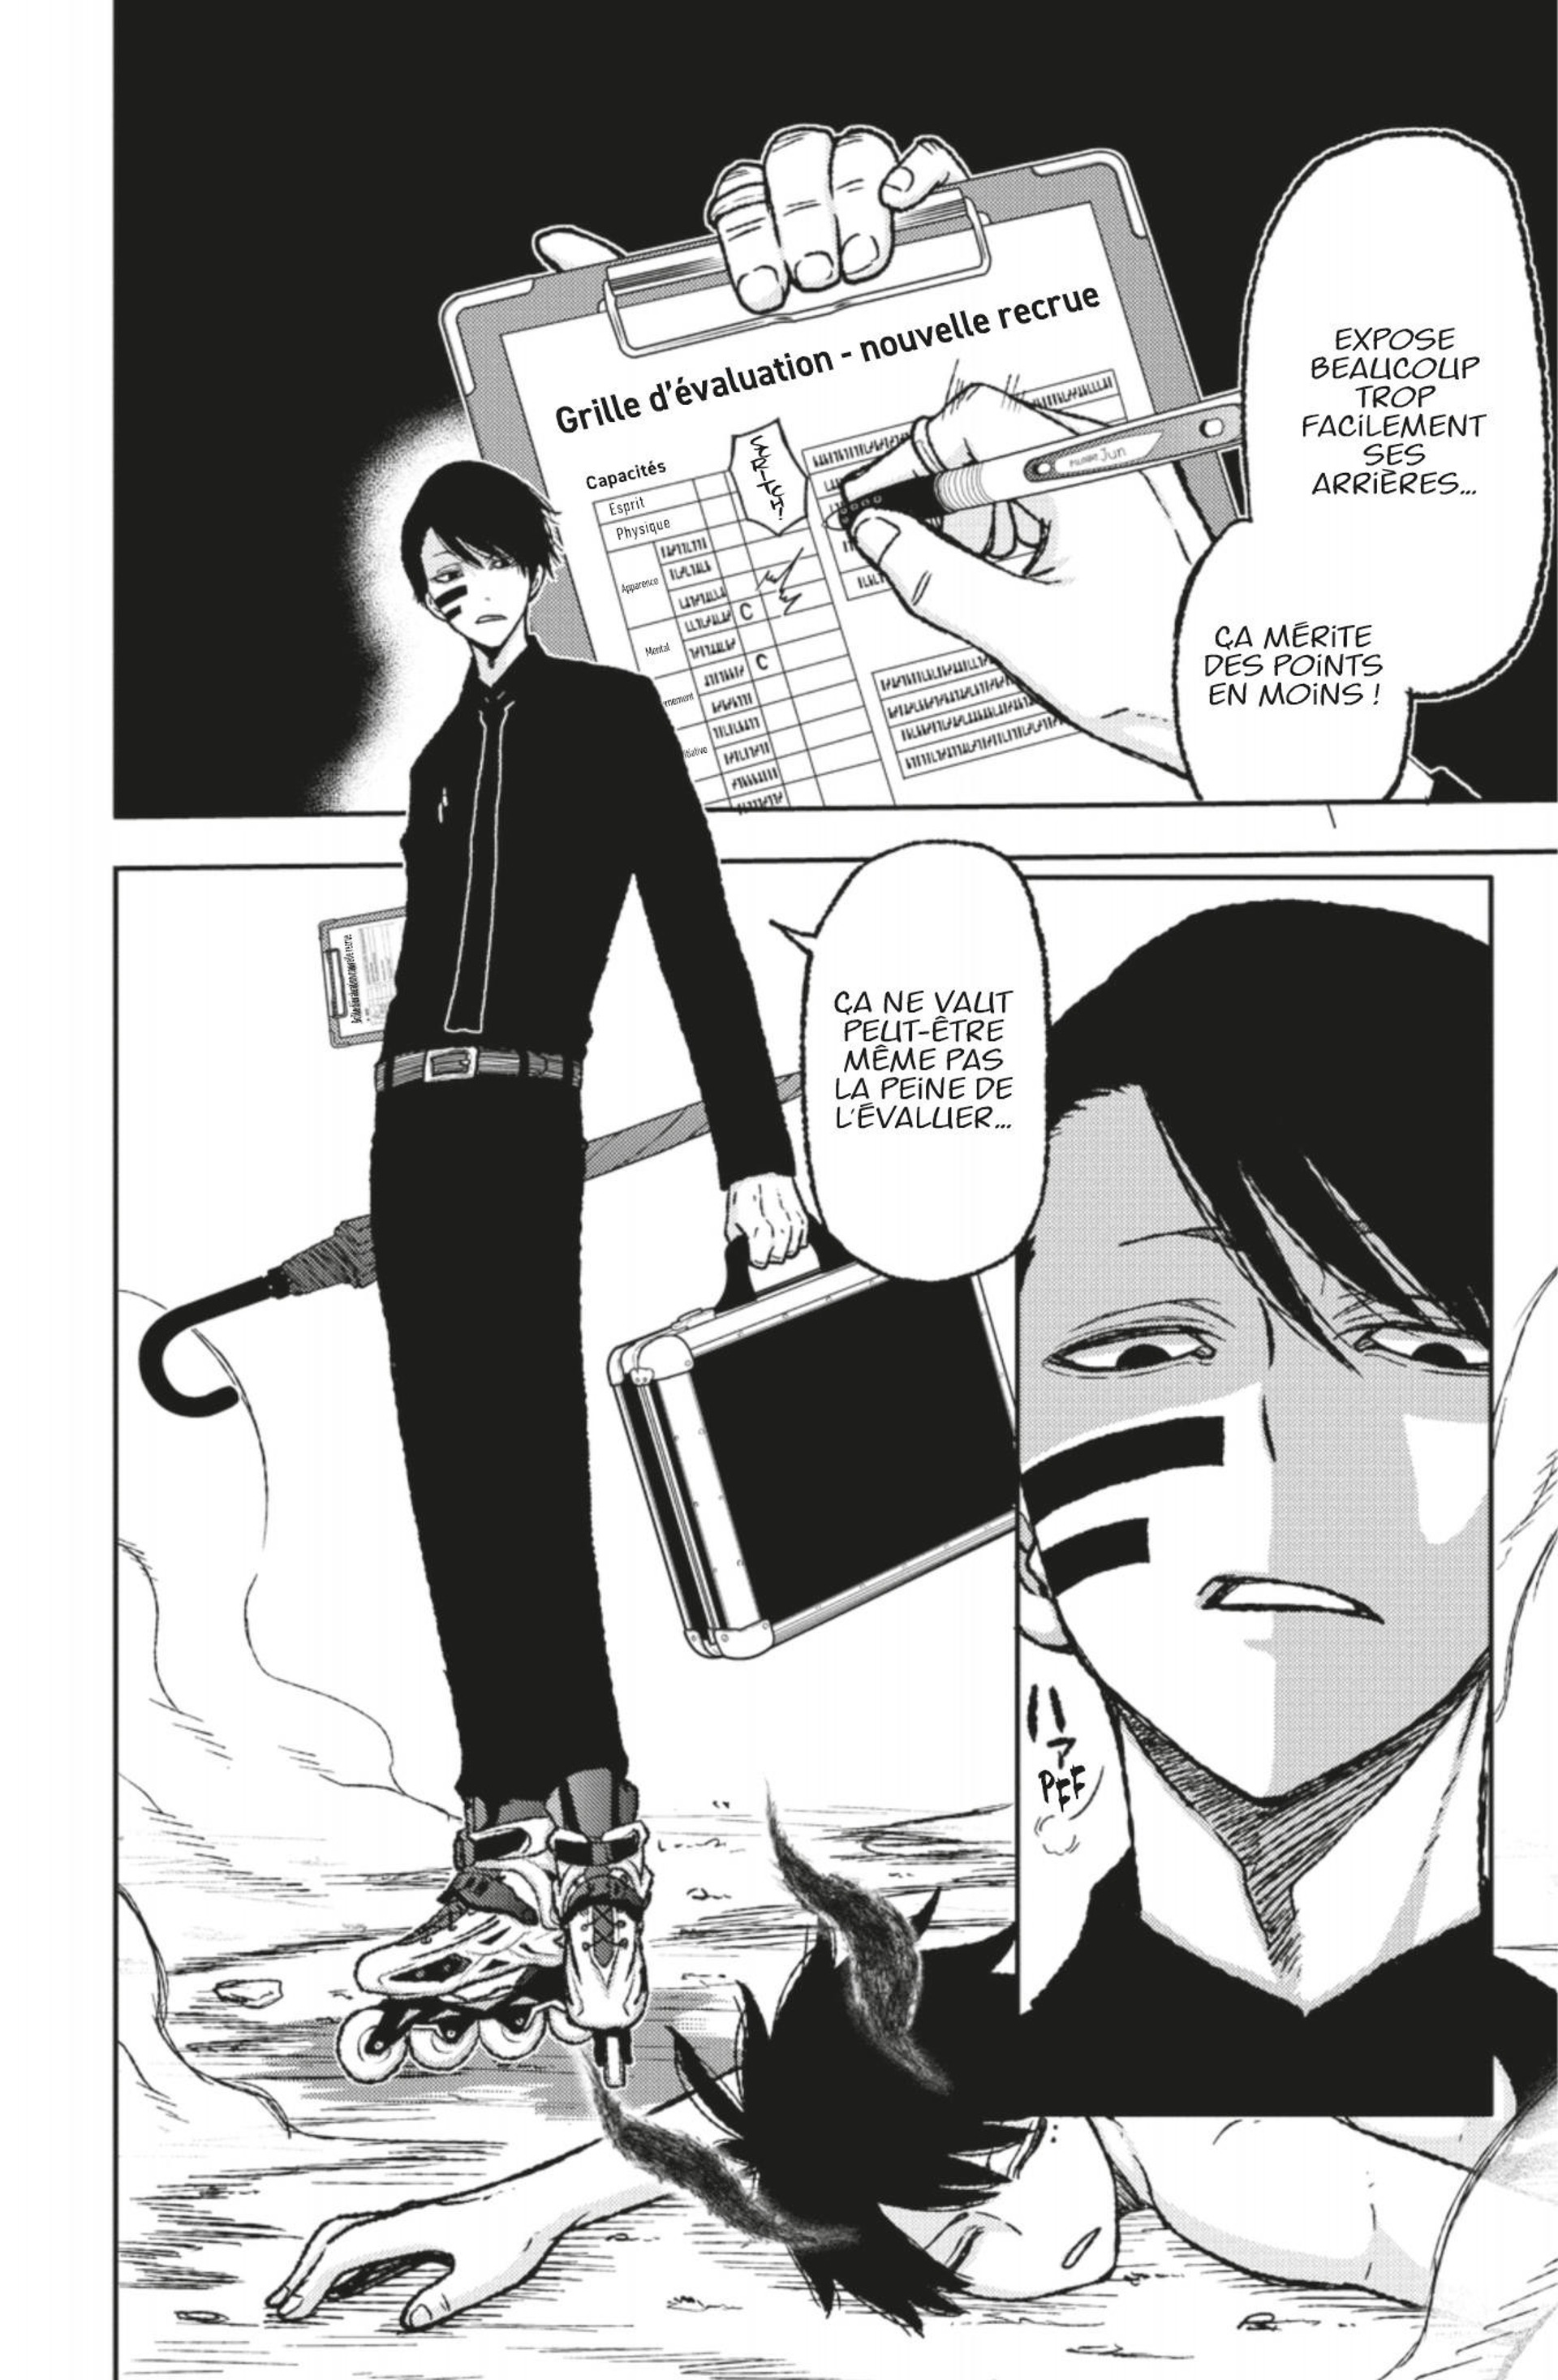 EXPOSE
BEAUCOUP
TROP
FACILEMENT
SES
ARRIÈRES...
ÇA MÉRITE
DES POINTS
EN MOINS !
Grille d'évaluation - nouvelle recrue
Capacités
Esprit
Physique
Apparence
Mental
C
C
SCRITCH!
Jun
ÇA NE VAUT
PEUT-ÊTRE
MÊME PAS
LA PEINE DE
L'ÉVALUER...
ハァ
PFF